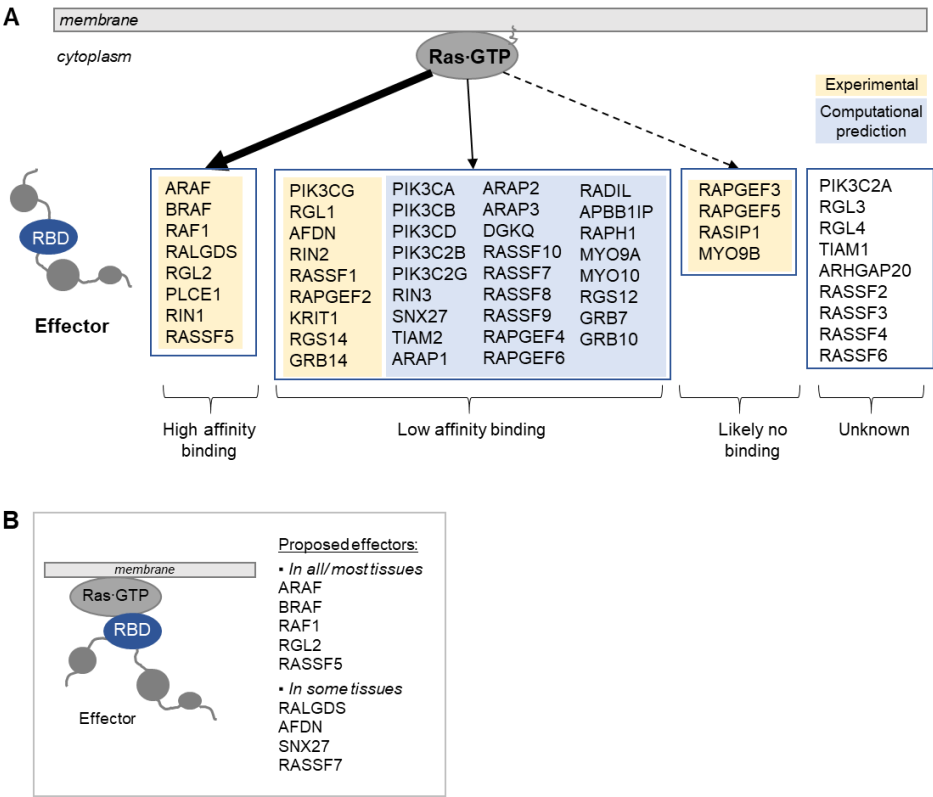 A
membrane
cytoplasm
Ras·GTP
Experimental
Computational
prediction
RBD
Effector
ARAF
BRAF
RAF1
RALGDS
RGL2
PLCE1
RIN1
RASSF5
High affinity
binding
PIK3CG
RGL1
AFDN
RIN2
RASSF1
RAPGEF2
KRIT1
RGS14
GRB14
PIK3CA
PIK3CB
PIK3CD
PIK3C2B
PIK3C2G
RIN3
SNX27
TIAM2
ARAP1
ARAP2
ARAP3
DGKQ
RASSF10
RASSF7
RASSF8
RASSF9
RAPGEF4
RAPGEF6
RADIL
APBB1IP
RAPH1
MYO9A
MYO10
RGS12
GRB7
GRB10
Low affinity binding
RAPGEF3
RAPGEF5
RASIP1
MYO9B
Likely no
binding
PIK3C2A
RGL3
RGL4
TIAM1
ARHGAP20
RASSF2
RASSF3
RASSF4
RASSF6
Unknown
B
membrane
Ras·GTP
RBD
Effector
Proposed effectors:
▪ In all/most tissues
ARAF
BRAF
RAF1
RGL2
RASSF5
▪ In some tissues
RALGDS
AFDN
SNX27
RASSF7